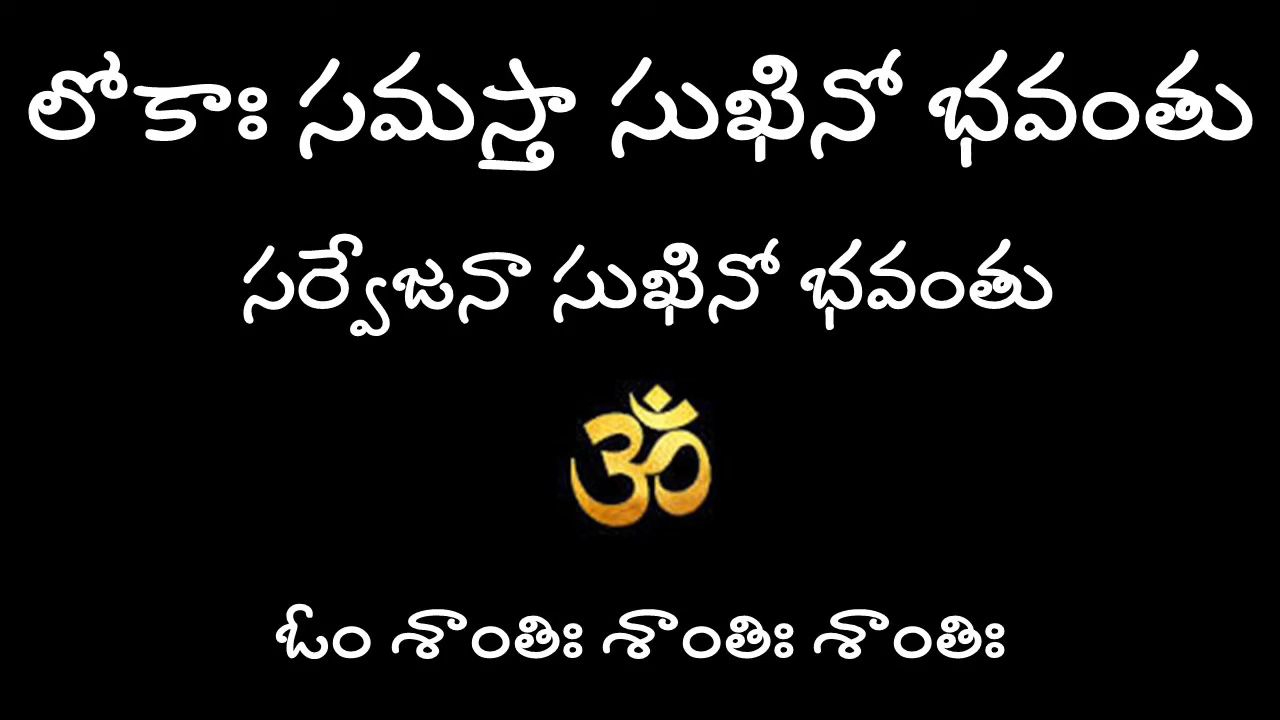 లోకాః సమస్తా సుఖినో భవంతు
సర్వేజనా సుఖినో భవంతు
ॐ
ఓం శాంతిః శాంతిః శాంతిః